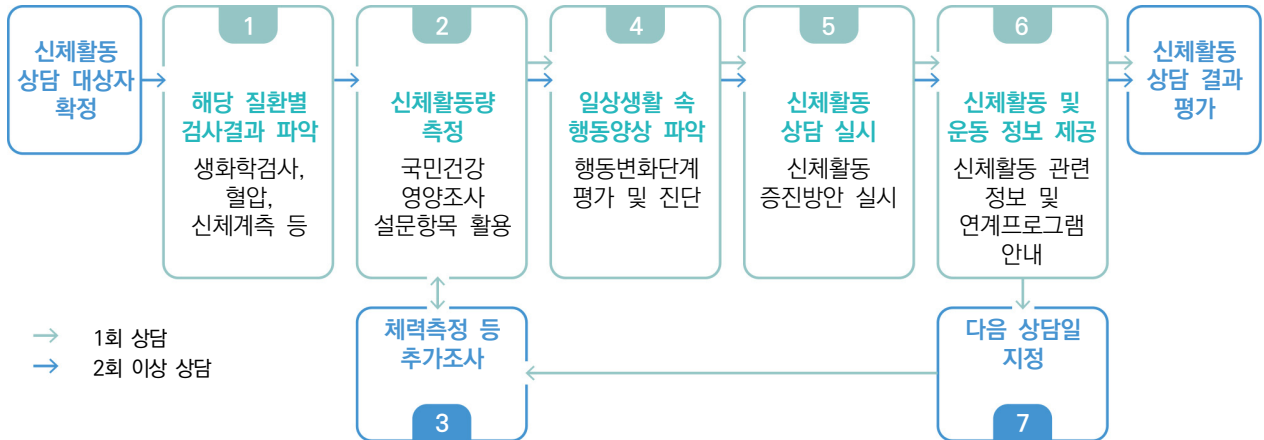 신체활동
상담 대상자
확정
1
해당 질환별
검사결과 파악
생화학검사,
혈압,
신체계측 등
2
신체활동량
측정
국민건강
영양조사
설문항목 활용
4
일상생활 속
행동양상 파악
행동변화단계
평가 및 진단
5
신체활동
상담 실시
신체활동
증진방안 실시
6
신체활동 및
운동 정보 제공
신체활동 관련
정보 및
연계프로그램
안내
신체활동
상담 결과
평가
체력측정 등
추가조사
3
다음 상담일
지정
7
→ 1회 상담
→ 2회 이상 상담